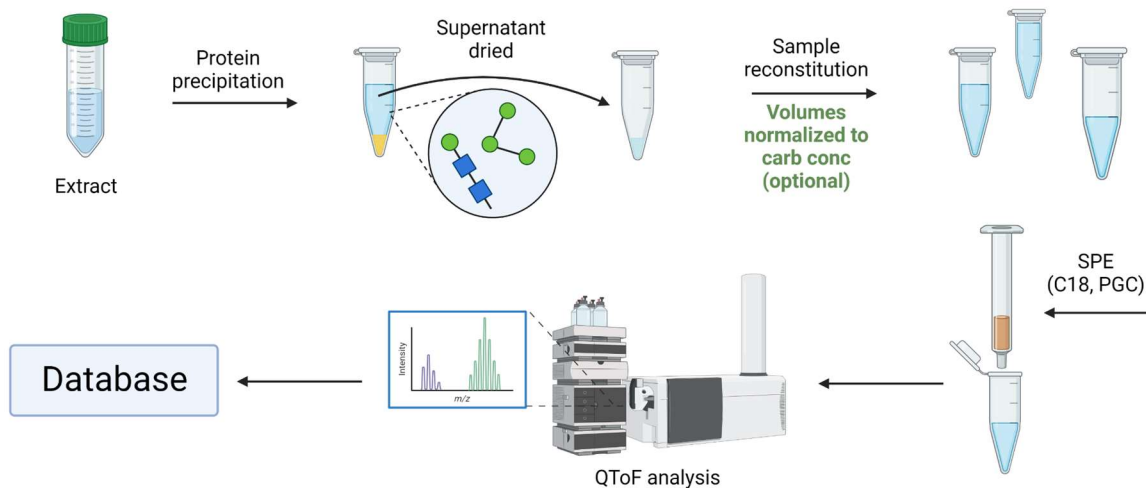 Extract
Protein
precipitation
Supernatant
dried
Sample
reconstitution
Volumes
normalized to
carb conc
(optional)
SPE
(C18, PGC)
QToF analysis
Intensity
m/z
Database